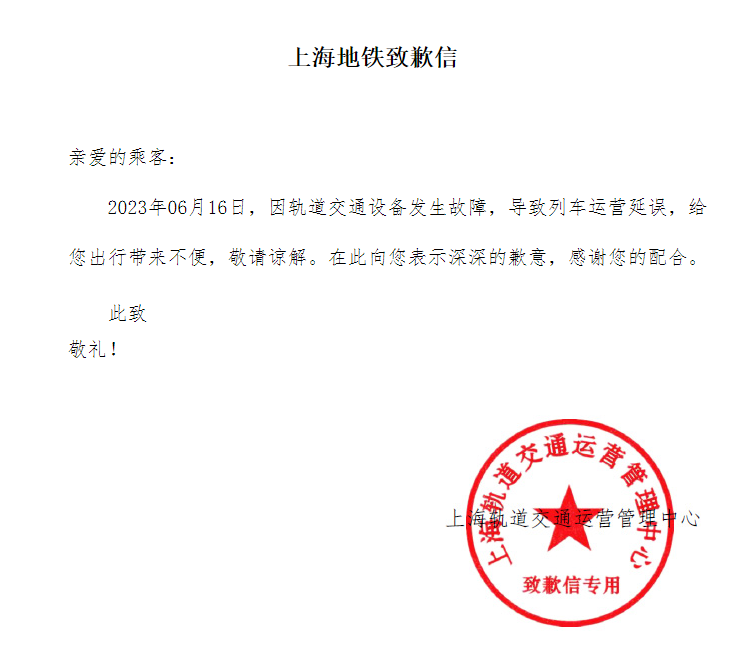 上海地铁致歉信
亲爱的乘客：
2023年06月16日，因轨道交通设备发生故障，导致列车运营延误，给
您出行带来不便，敬请谅解。在此向您表示深深的歉意，感谢您的配合。
此致
敬礼！
上海轨道交通运营管理中心
上海轨道交通运营管理中心
致歉信专用